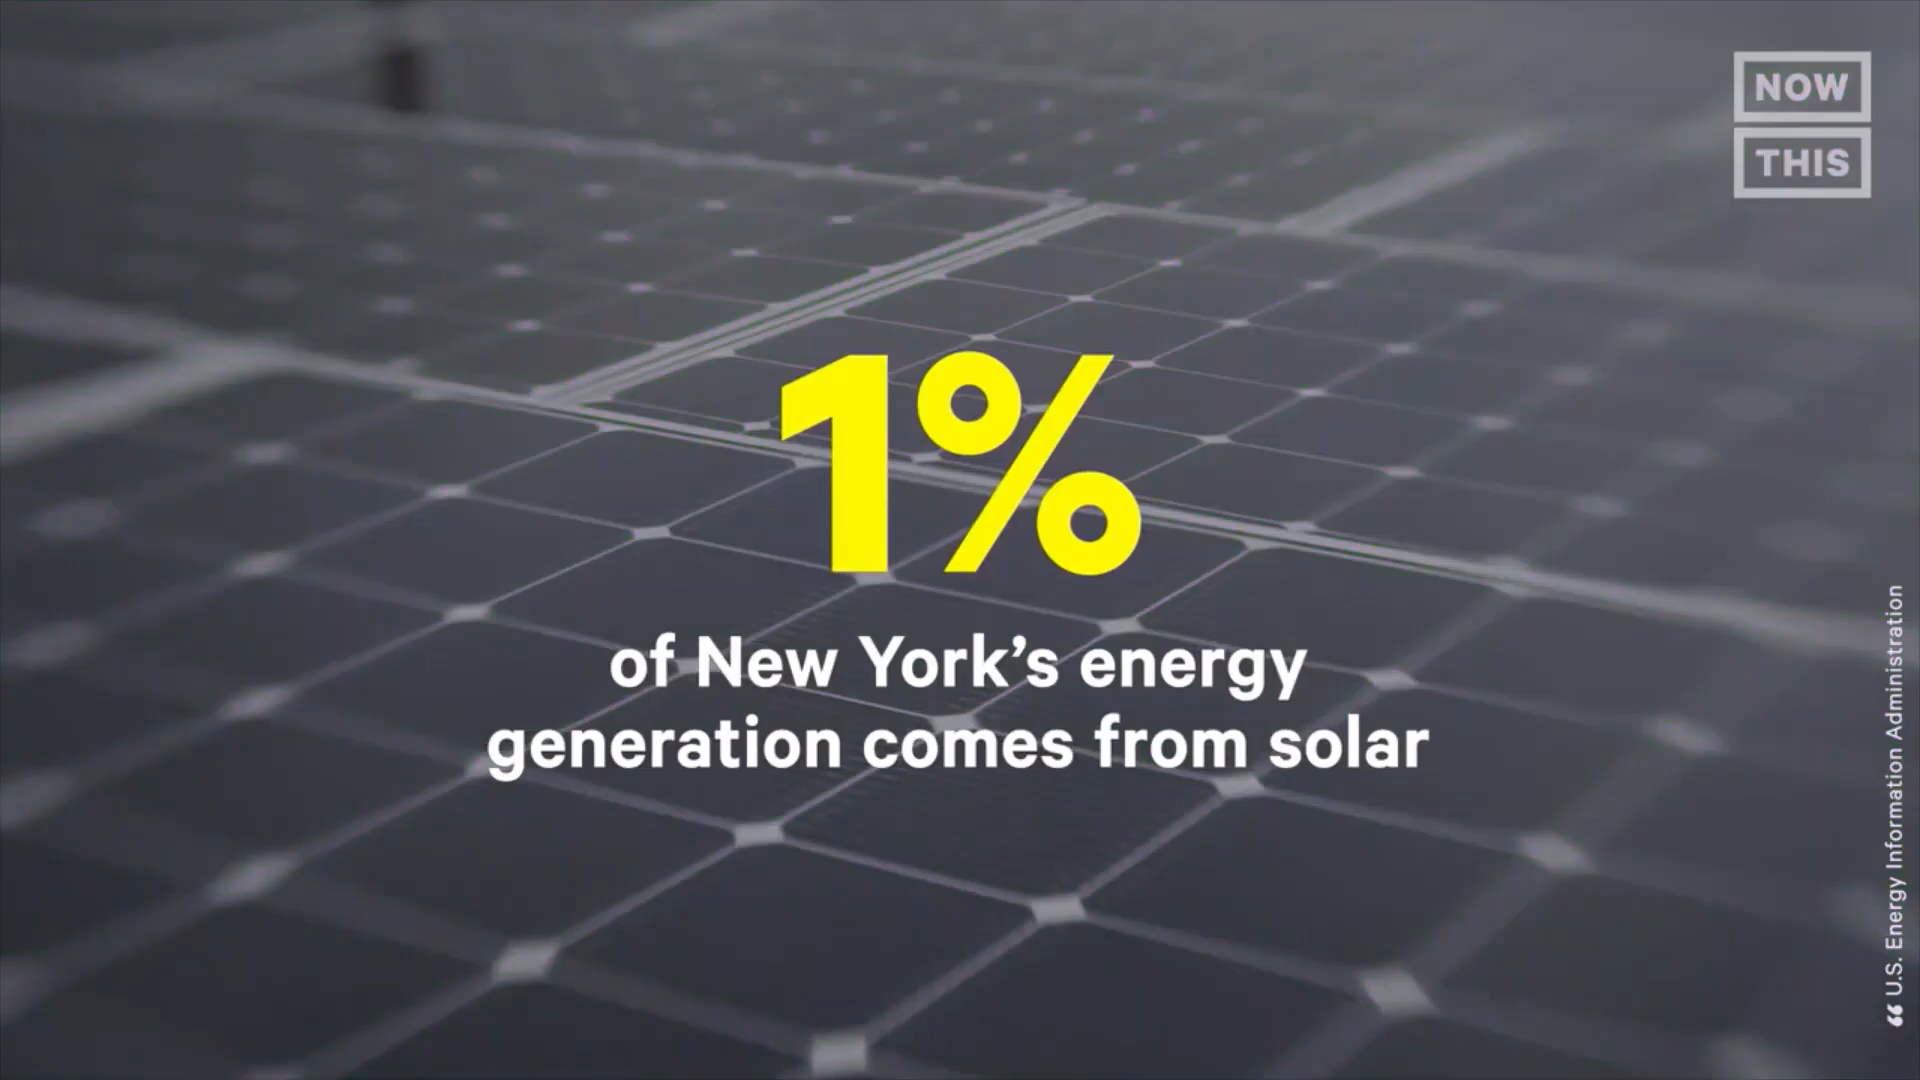 NOW
THIS
1%
of New York’s energy
generation comes from solar
“ U.S. Energy Information Administration